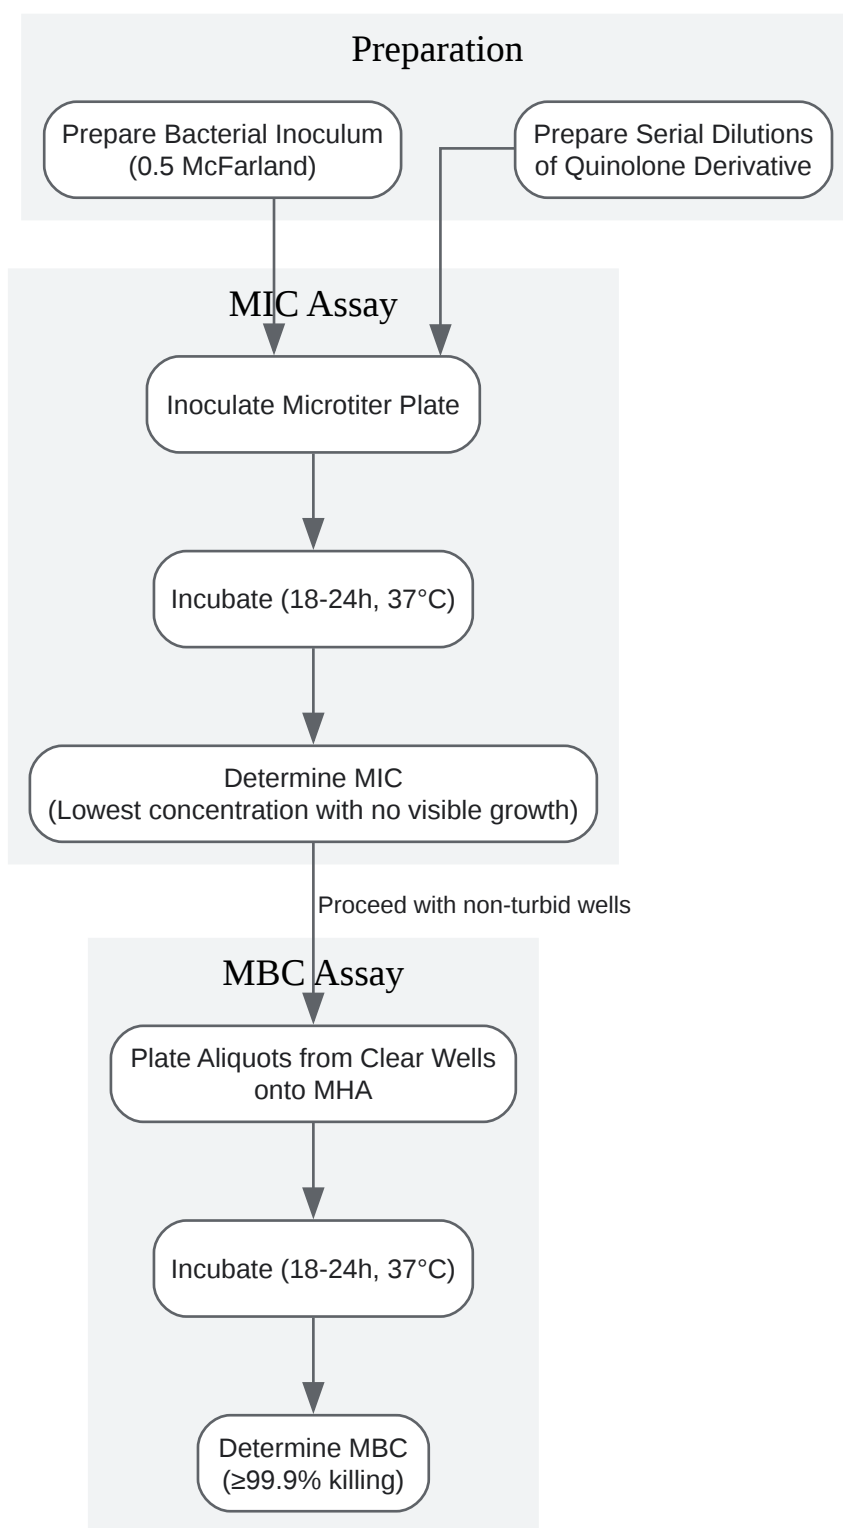 Preparation
Prepare Bacterial Inoculum
(0.5 McFarland)
Prepare Serial Dilutions
of Quinolone Derivative
MIC Assay
Inoculate Microtiter Plate
Incubate (18-24h, 37°C)
Determine MIC
(Lowest concentration with no visible growth)
Proceed with non-turbid wells
MBC Assay
Plate Aliquots from Clear Wells
onto MHA
Incubate (18-24h, 37°C)
Determine MBC
(≥99.9% killing)